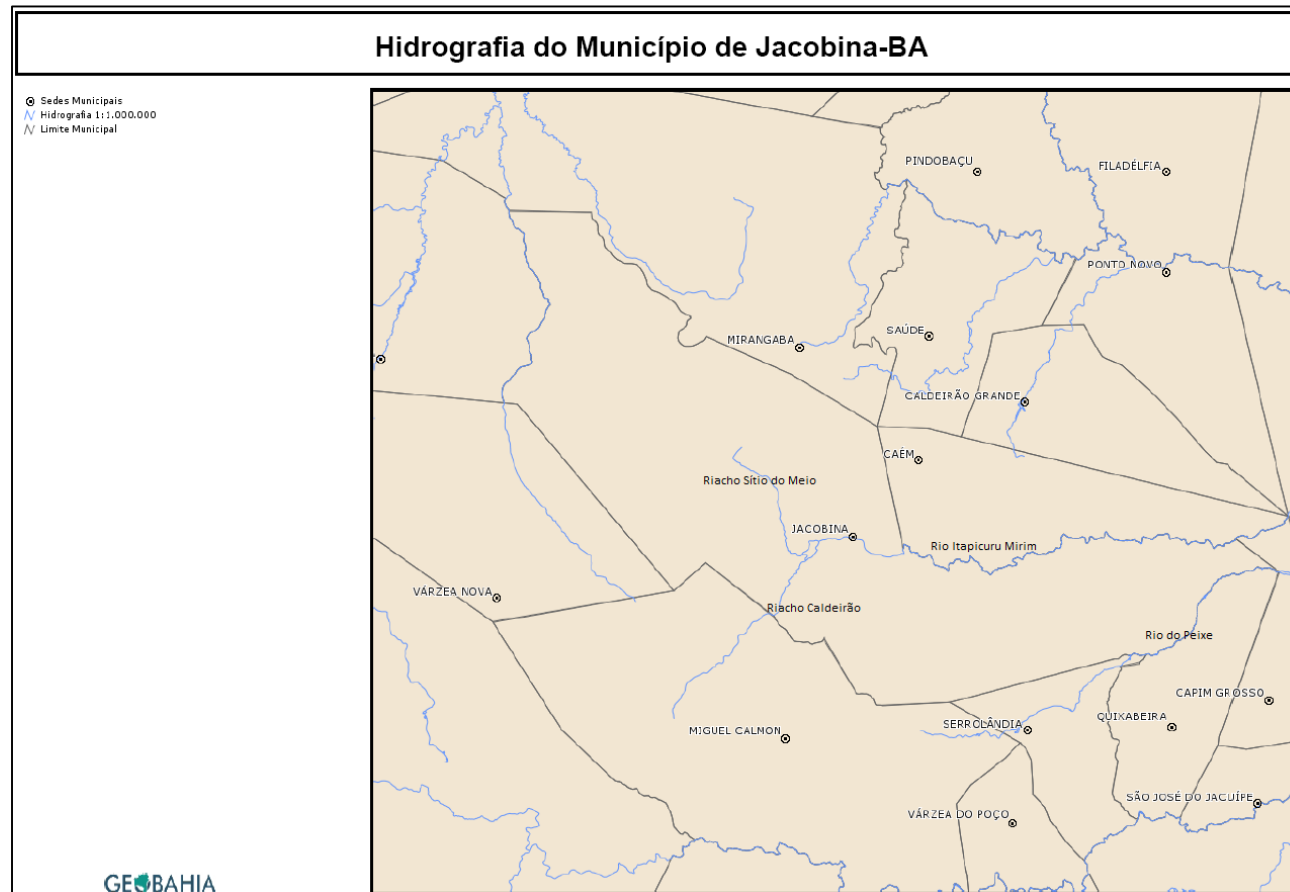 Hidrografia do Município de Jacobina-BA
Sedes Municipais
Hidrografia 1:1.000.000
Limite Municipal
PINDOBAÇU
FILADÉLFIA
PONTO NOVO
MIRANGABA
SAÚDE
CALDEIRÃO GRANDE
CAÉM
Riacho Sítio do Meio
JACOBINA
Rio Itapicuru Mirim
VÁRZEA NOVA
Riacho Caldeirão
Rio do Peixe
CAPIM GROSSO
QUIXABEIRA
SERROLÂNDIA
MIGUEL CALMON
SÃO JOSÉ DO JACUÍPE
VÁRZEA DO POÇO
GEOBAHIA